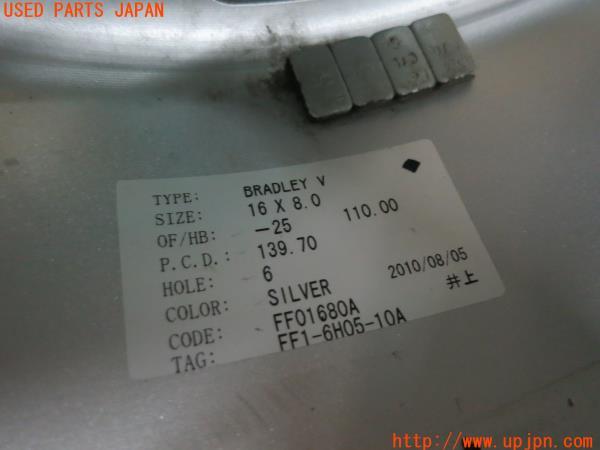 USED PARTS JAPAN
TYPE: BRADLEY V
SIZE: 16 X 8.0
OF/HB: -25 110.00
P.C.D.: 139.70
HOLE: 6
COLOR: SILVER 2010/08/05
CODE: FF01680A 井上
TAG: FF1-6H05-10A
http://www.upjpn.com/